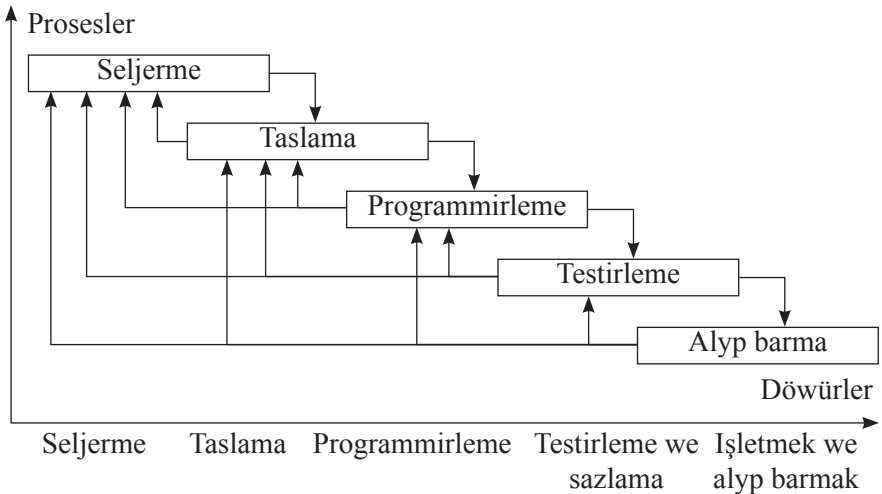 Prosesler
Seljerme
Taslama
Programmirleme
Testirleme
Alyp barma
Döwürler
Seljerme Taslama Programmirleme Testirleme we Işletmek we
sazlama alyp barmak